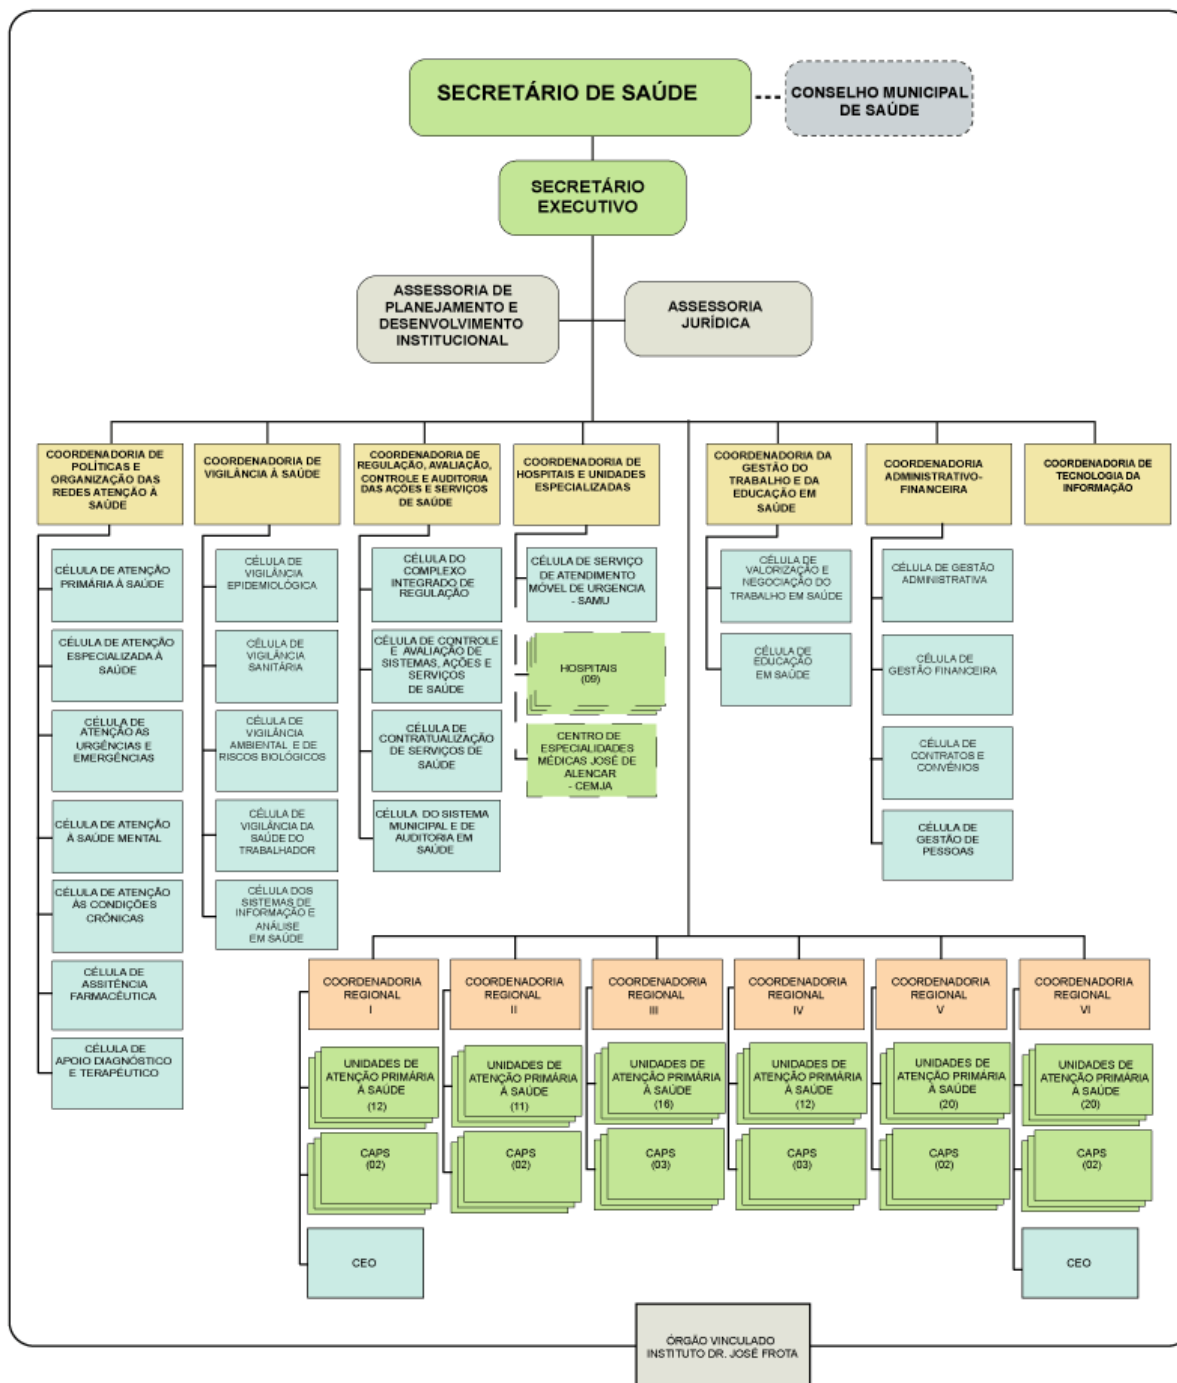 SECRETÁRIO DE SAÚDE
CONSELHO MUNICIPAL
DE SAÚDE
SECRETÁRIO
EXECUTIVO
ASSESSORIA DE
PLANEJAMENTO E
DESENVOLVIMENTO
INSTITUCIONAL
ASSESSORIA
JURÍDICA
COORDENADORIA DE
POLÍTICAS E
ORGANIZAÇÃO DAS
REDES ATENÇÃO À
SAÚDE
COORDENADORIA DE
VIGILÂNCIA À SAÚDE
COORDENADORIA DE
REGULAÇÃO, AVALIAÇÃO,
CONTROLE E AUDITORIA
DAS AÇÕES E SERVIÇOS
DE SAÚDE
COORDENADORIA DE
HOSPITAIS E UNIDADES
ESPECIALIZADAS
COORDENADORIA DA
GESTÃO DO
TRABALHO E DA
EDUCAÇÃO EM
SAÚDE
COORDENADORIA
ADMINISTRATIVO-
FINANCEIRA
COORDENADORIA DE
TECNOLOGIA DA
INFORMAÇÃO
CÉLULA DE ATENÇÃO
PRIMÁRIA À SAÚDE
CÉLULA DE ATENÇÃO
ESPECIALIZADA À
SAÚDE
CÉLULA DE
ATENÇÃO AS
URGÊNCIAS E
EMERGÊNCIAS
CÉLULA DE ATENÇÃO
À SAÚDE MENTAL
CÉLULA DE ATENÇÃO
ÀS CONDIÇÕES
CRÔNICAS
CÉLULA DE
ASSITÊNCIA
FARMACÊUTICA
CÉLULA DE
APOIO DIAGNÓSTICO
E TERAPÉUTICO
CÉLULA DE
VIGILÂNCIA
EPIDEMIOLÓGICA
CÉLULA DE
VIGILÂNCIA
SANITÁRIA
CÉLULA DE
VIGILÂNCIA
AMBIENTAL E DE
RISCOS BIOLÓGICOS
CÉLULA DE
VIGILÂNCIA DA
SAÚDE DO
TRABALHADOR
CÉLULA DOS
SISTEMAS DE
INFORMAÇÃO E
ANÁLISE
EM SAÚDE
CÉLULA DO
COMPLEXO
INTEGRADO DE
REGULAÇÃO
CÉLULA DE CONTROLE
E AVALIAÇÃO DE
SISTEMAS, AÇÕES E
SERVIÇOS
DE SAÚDE
CÉLULA DE
CONTRATUALIZAÇÃO
DE SERVIÇOS DE
SAÚDE
CÉLULA DO SISTEMA
MUNICIPAL E DE
AUDITORIA EM
SAÚDE
CÉLULA DE SERVIÇO
DE ATENDIMENTO
MÓVEL DE URGENCIA
- SAMU
HOSPITAIS
(09)
CENTRO DE
ESPECIALIDADES
MÉDICAS JOSÉ DE
ALENCAR
- CEMJA
CÉLULA DE
VALORIZAÇÃO E
NEGOCIAÇÃO DO
TRABALHO EM SAÚDE
CÉLULA DE
EDUCAÇÃO
EM SAÚDE
CÉLULA DE GESTÃO
ADMINISTRATIVA
CÉLULA DE
GESTÃO FINANCEIRA
CÉLULA DE
CONTRATOS E
CONVÊNIOS
CÉLULA DE
GESTÃO DE
PESSOAS
COORDENADORIA
REGIONAL
I
COORDENADORIA
REGIONAL
II
COORDENADORIA
REGIONAL
III
COORDENADORIA
REGIONAL
IV
COORDENADORIA
REGIONAL
V
COORDENADORIA
REGIONAL
VI
UNIDADES DE
ATENÇÃO PRIMÁRIA
À SAÚDE
(12)
UNIDADES DE
ATENÇÃO PRIMÁRIA
À SAÚDE
(11)
UNIDADES DE
ATENÇÃO PRIMÁRIA
À SAÚDE
(16)
UNIDADES DE
ATENÇÃO PRIMÁRIA
À SAÚDE
(12)
UNIDADES DE
ATENÇÃO PRIMÁRIA
À SAÚDE
(20)
UNIDADES DE
ATENÇÃO PRIMÁRIA
À SAÚDE
(20)
CAPS
(02)
CAPS
(02)
CAPS
(03)
CAPS
(03)
CAPS
(02)
CAPS
(02)
CEO
CEO
ÓRGÃO VINCULADO
INSTITUTO DR. JOSÉ FROTA